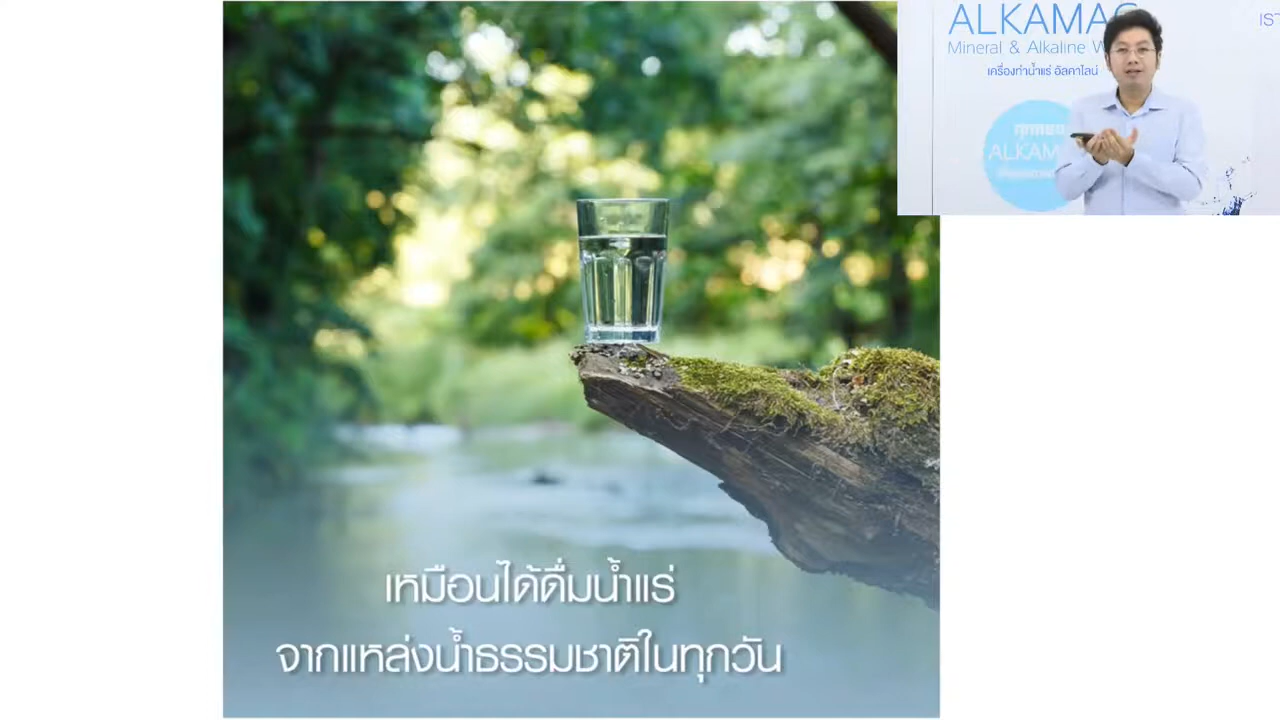 ALKAMAG
Mineral & Alkaline W
เครื่องทำน้ำแร่ อัลคาไลน์
ALKAM
เหมือนได้ดื่มน้ำแร่
จากแหล่งน้ำธรรมชาติในทุกวัน